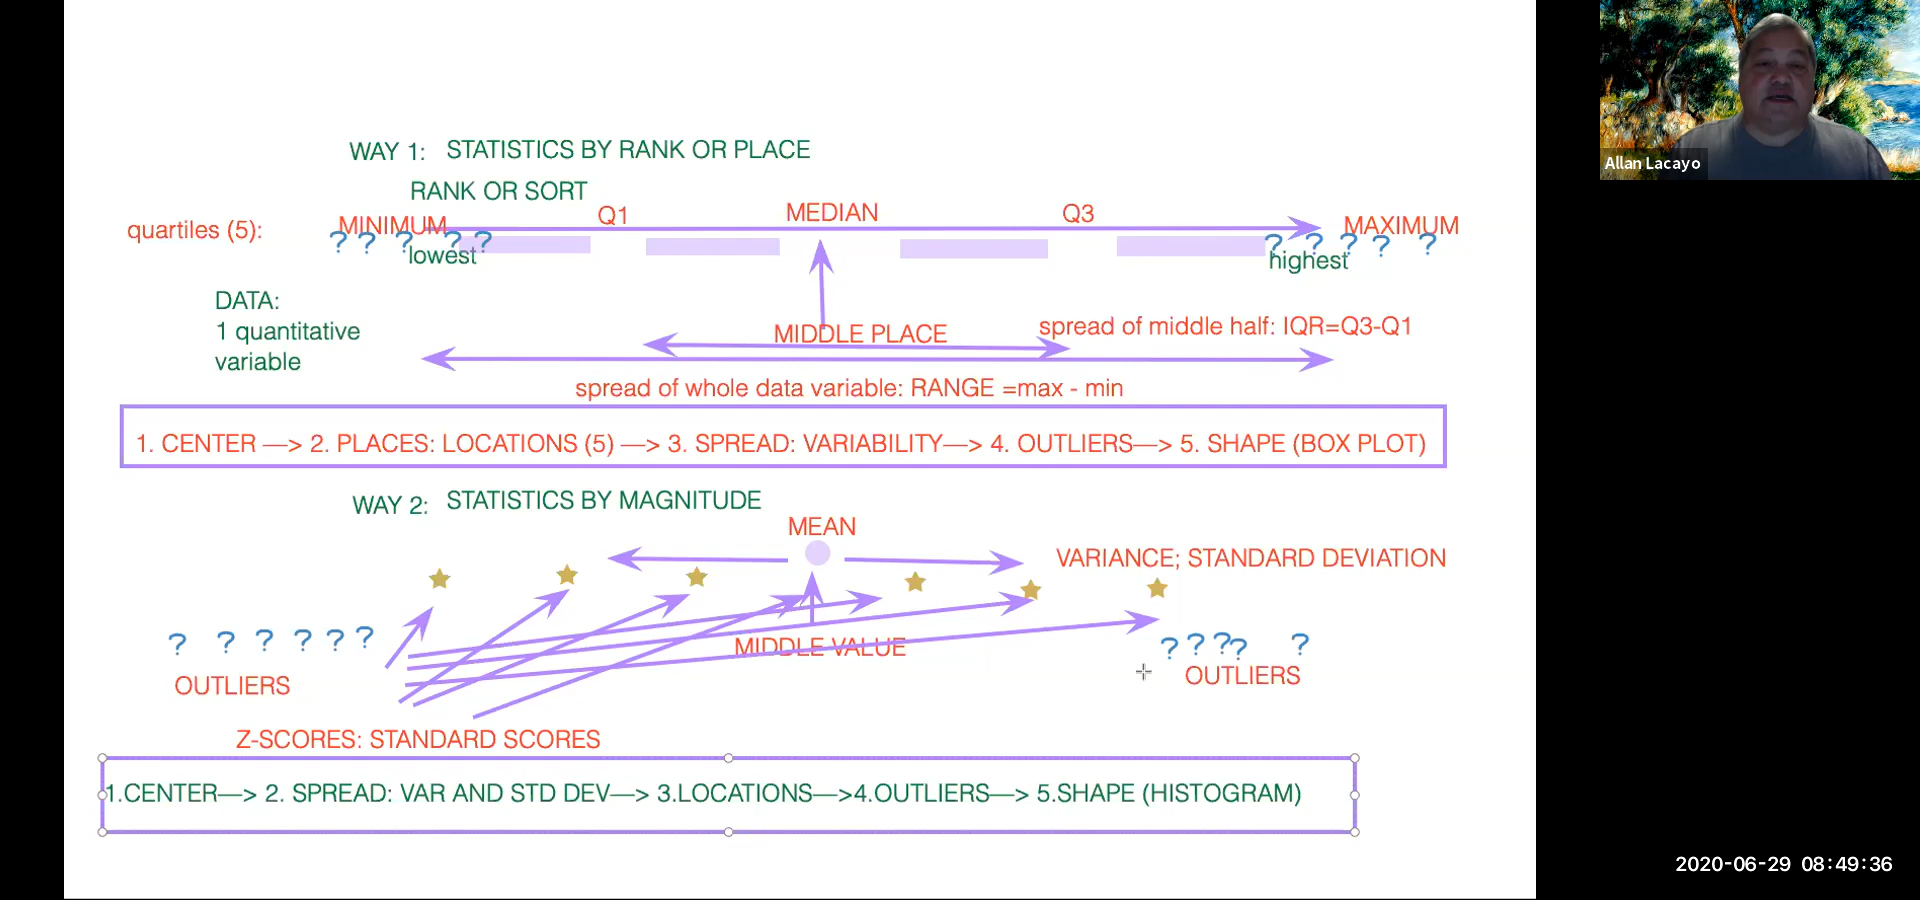 Allan Lacayo
WAY 1: STATISTICS BY RANK OR PLACE
RANK OR SORT
quartiles (5): MINIMUM Q1 MEDIAN Q3 MAXIMUM
? ? ? ? ? ? ? ? ? ?
lowest highest
DATA:
1 quantitative
variable
MIDDLE PLACE spread of middle half: IQR=Q3-Q1
spread of whole data variable: RANGE =max - min
1. CENTER —> 2. PLACES: LOCATIONS (5) —> 3. SPREAD: VARIABILITY—> 4. OUTLIERS—> 5. SHAPE (BOX PLOT)
WAY 2: STATISTICS BY MAGNITUDE
MEAN
VARIANCE; STANDARD DEVIATION
? ? ? ? ? ? MIDDLE VALUE ? ? ? ? ?
OUTLIERS OUTLIERS
Z-SCORES: STANDARD SCORES
1.CENTER—> 2. SPREAD: VAR AND STD DEV—> 3.LOCATIONS—>4.OUTLIERS—> 5.SHAPE (HISTOGRAM)
2020-06-29 08:49:36